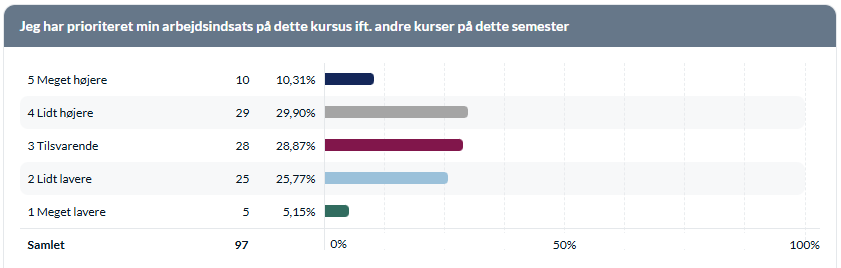 Jeg har prioriteret min arbejdsindsats på dette kursus ift. andre kurser på dette semester
5 Meget højere 10 10,31%
4 Lidt højere 29 29,90%
3 Tilsvarende 28 28,87%
2 Lidt lavere 25 25,77%
1 Meget lavere 5 5,15%
Samlet 97 0% 50% 100%